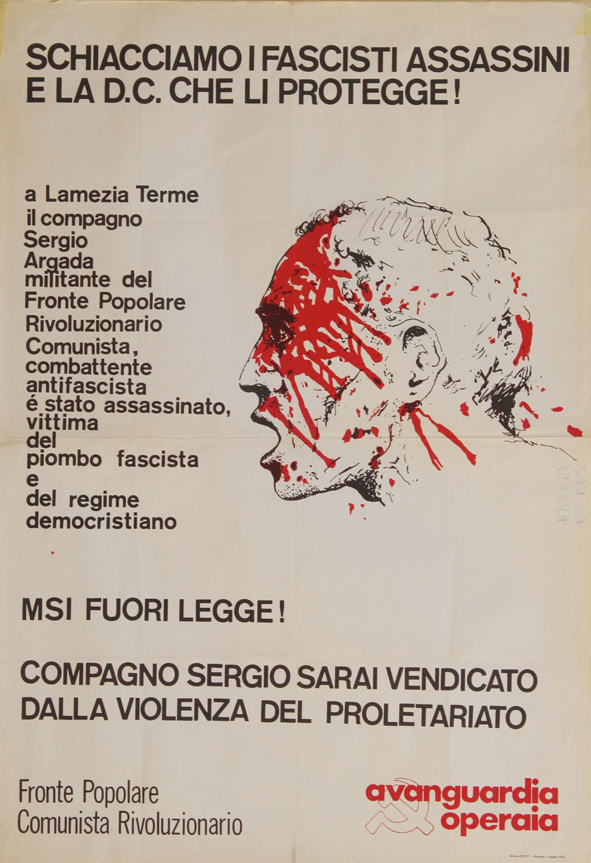 SCHIACCIAMO I FASCISTI ASSASSINI
E LA D.C. CHE LI PROTEGGE!
a Lamezia Terme
il compagno
Sergio
Argada
militante del
Fronte Popolare
Rivoluzionario
Comunista,
combattente
antifascista
é stato assassinato,
vittima
del
piombo fascista
e
del regime
democristiano
MSI FUORI LEGGE!
COMPAGNO SERGIO SARAI VENDICATO
DALLA VIOLENZA DEL PROLETARIATO
Fronte Popolare
Comunista Rivoluzionario
avanguardia
operaia